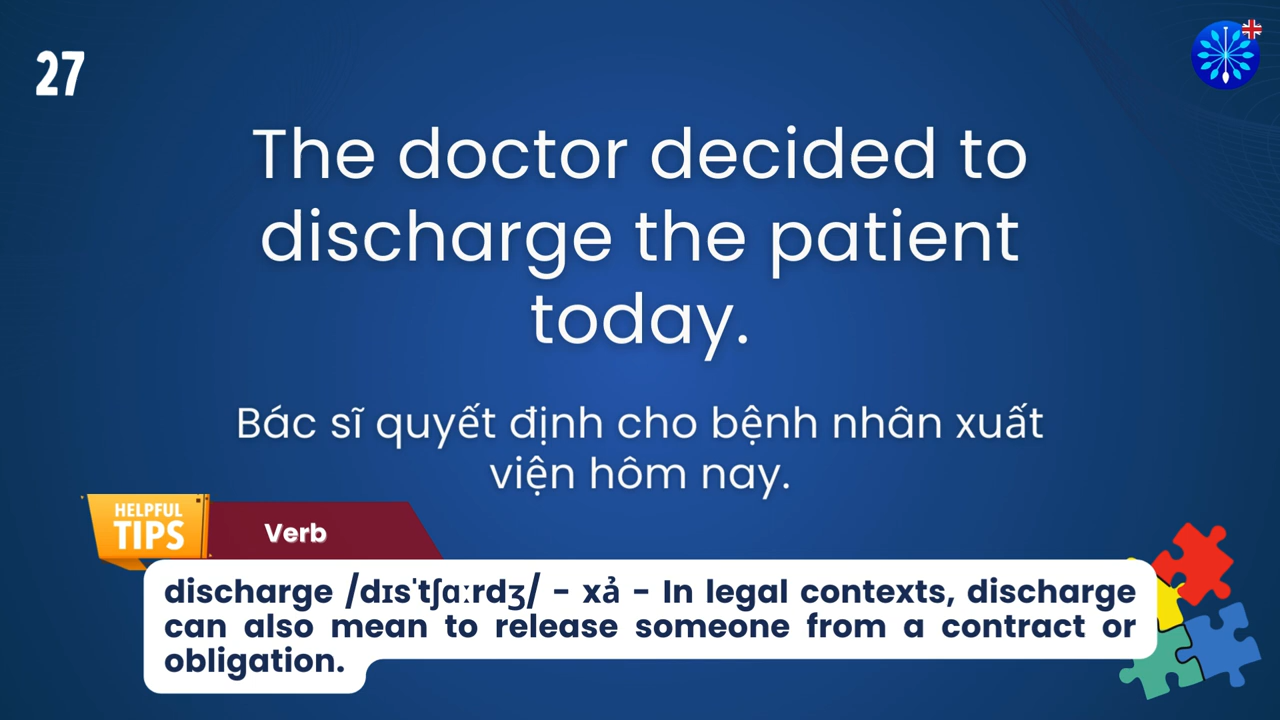 27
The doctor decided to
discharge the patient
today.
Bác sĩ quyết định cho bệnh nhân xuất
viện hôm nay.
HELPFUL
TIPS
Verb
discharge /dɪsˈtʃɑːrdʒ/ - xả - In legal contexts, discharge
can also mean to release someone from a contract or
obligation.